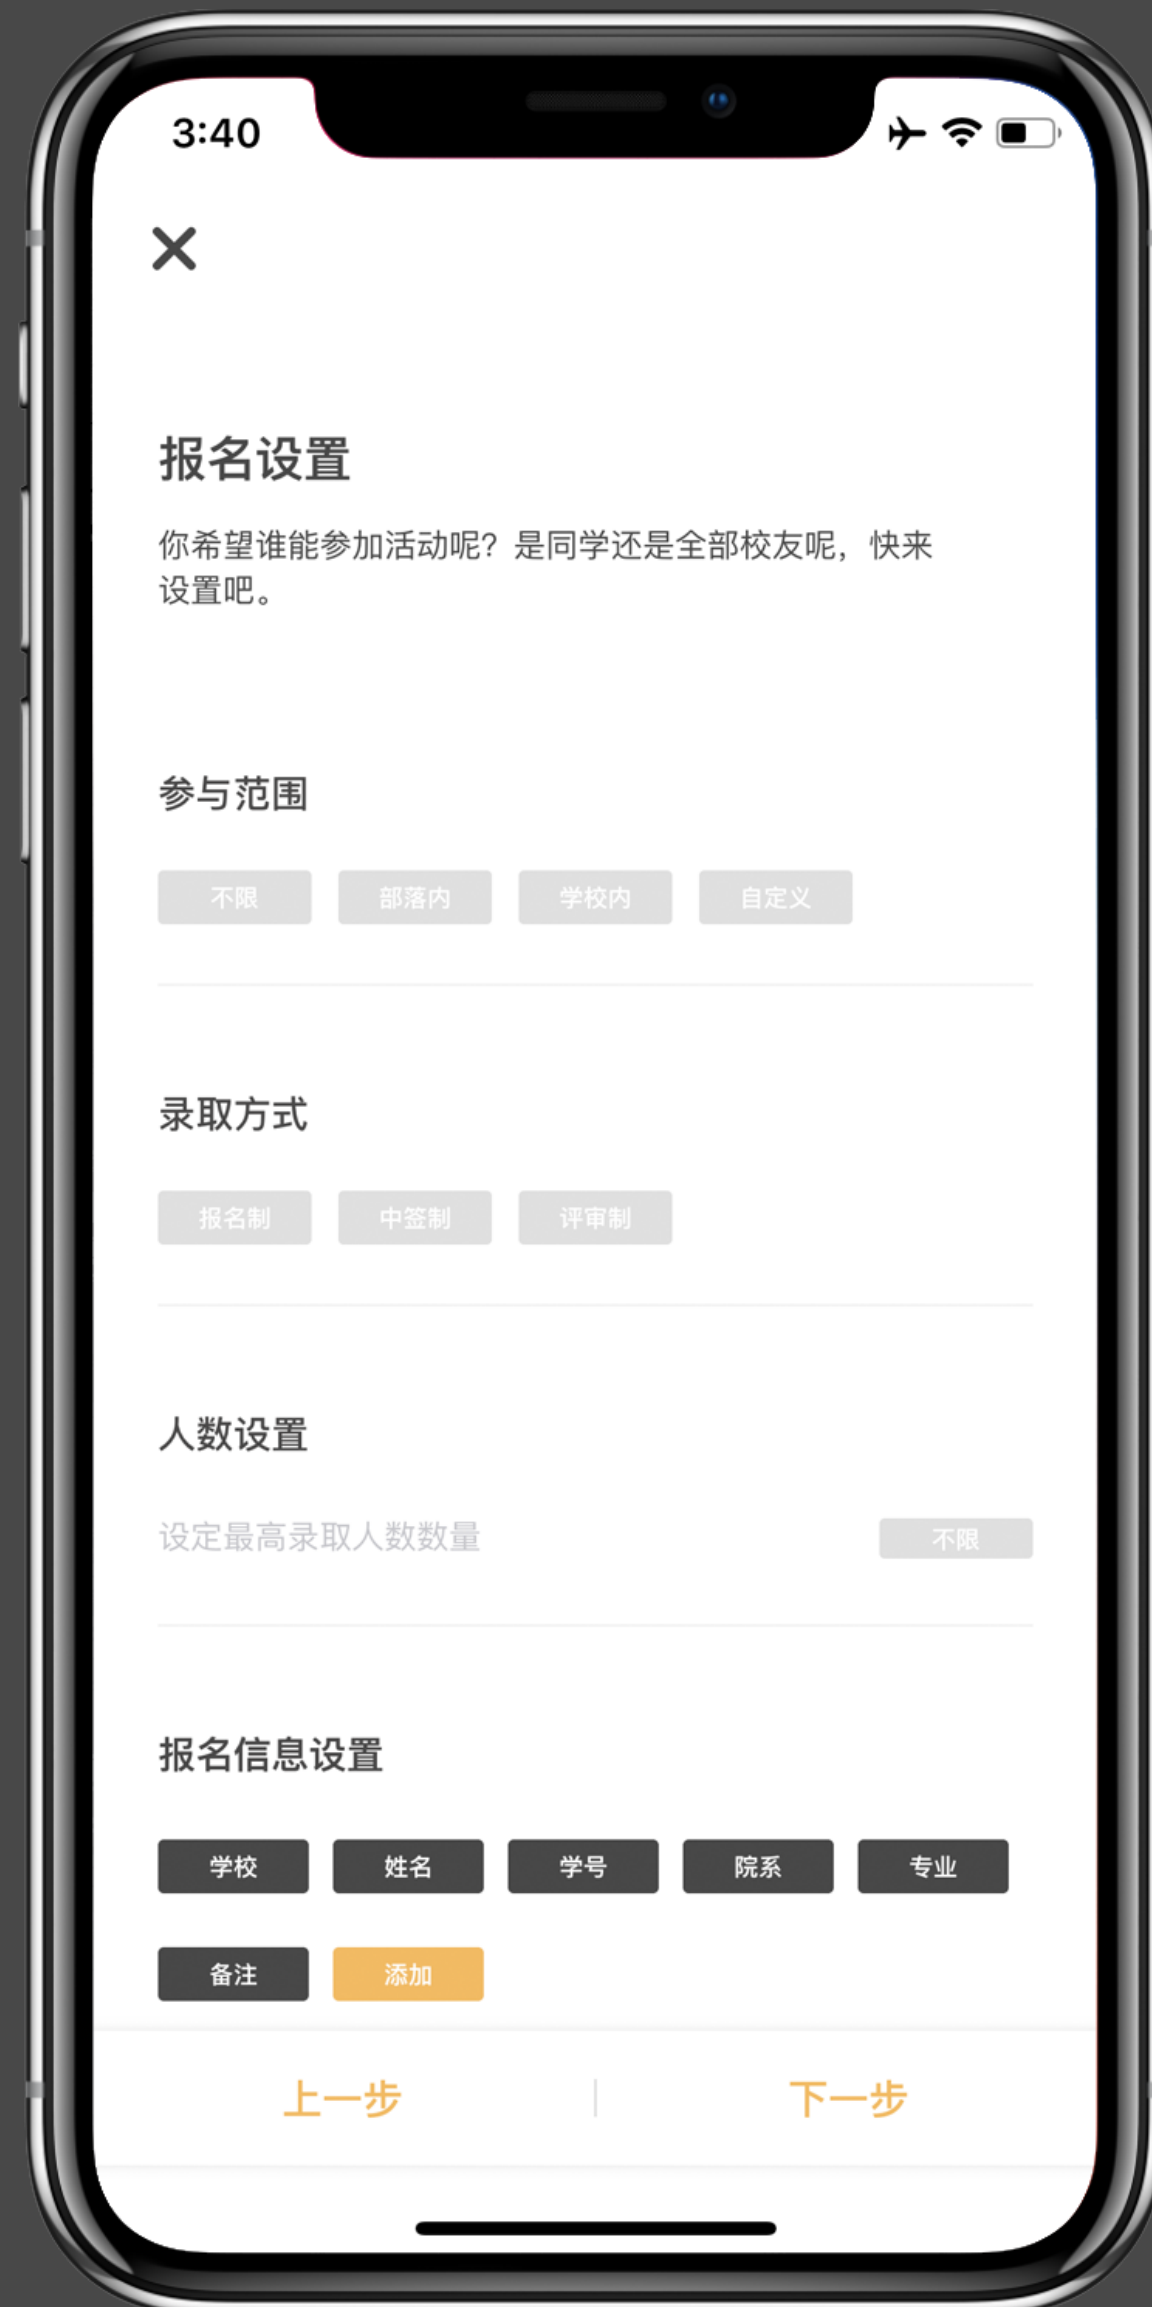 3:40
报名设置
你希望谁能参加活动呢？是同学还是全部校友呢，快来
设置吧。
参与范围
不限 部落内 学校内 自定义
录取方式
报名制 中签制 评审制
人数设置
设定最高录取人数数量 不限
报名信息设置
学校 姓名 学号 院系 专业
备注 添加
上一步 下一步